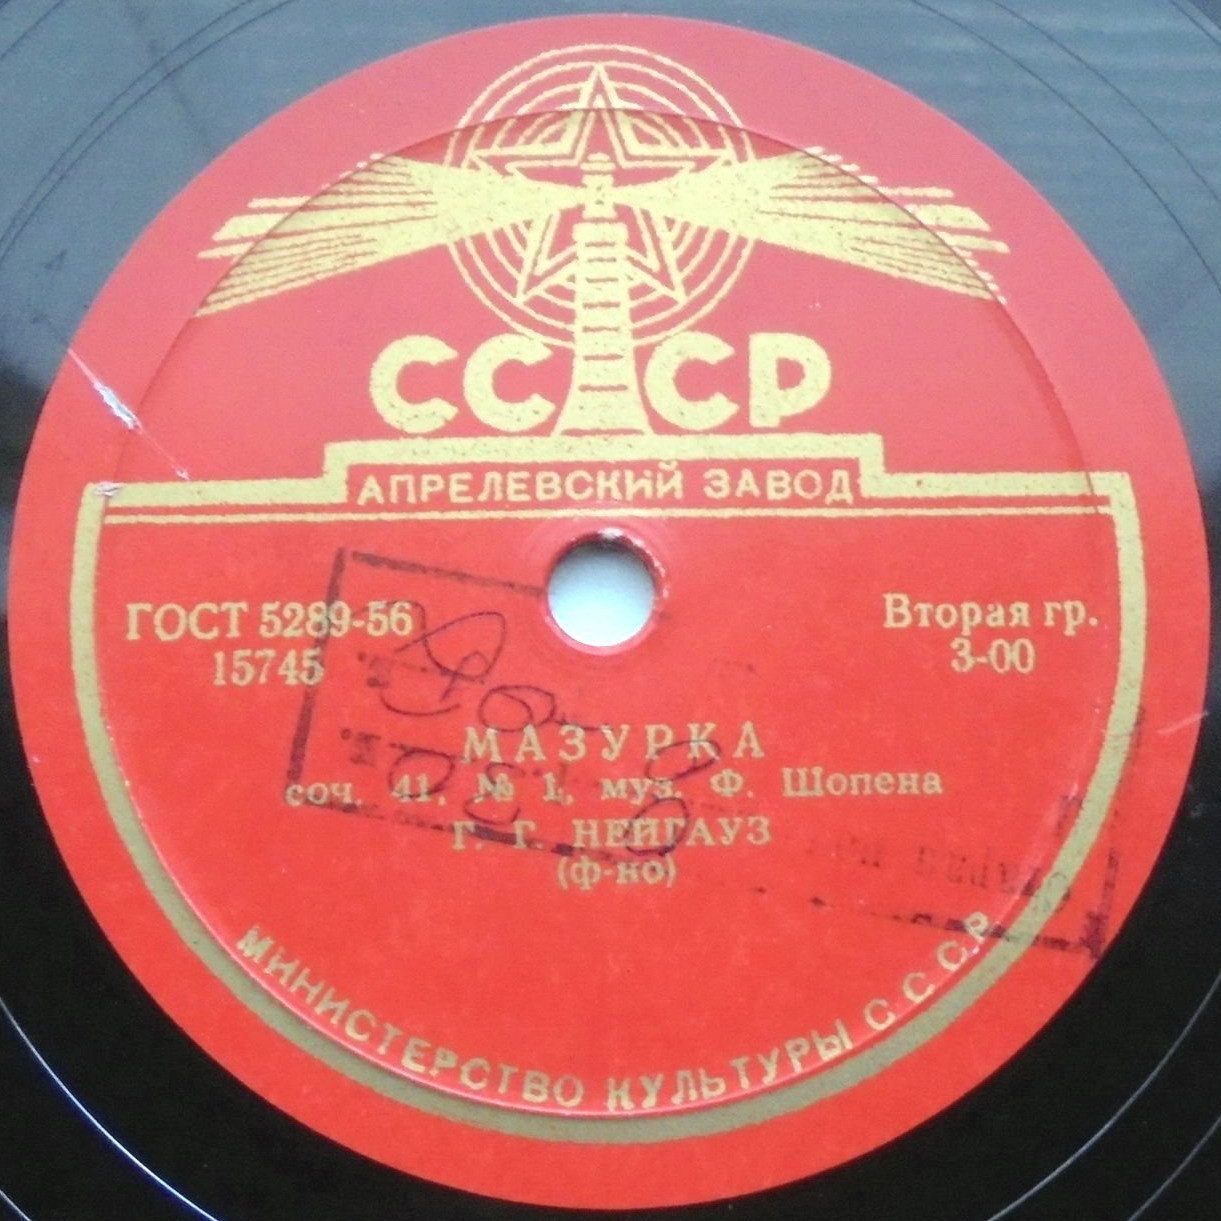 СССР
АПРЕЛЕВСКИЙ ЗАВОД
ГОСТ 5289-56
15745
Вторая гр.
3-00
МАЗУРКА
соч. 41, № 1, муз. Ф. Шопена
Г. Г. НЕЙГАУЗ
(ф-но)
МИНИСТЕРСТВО КУЛЬТУРЫ СССР